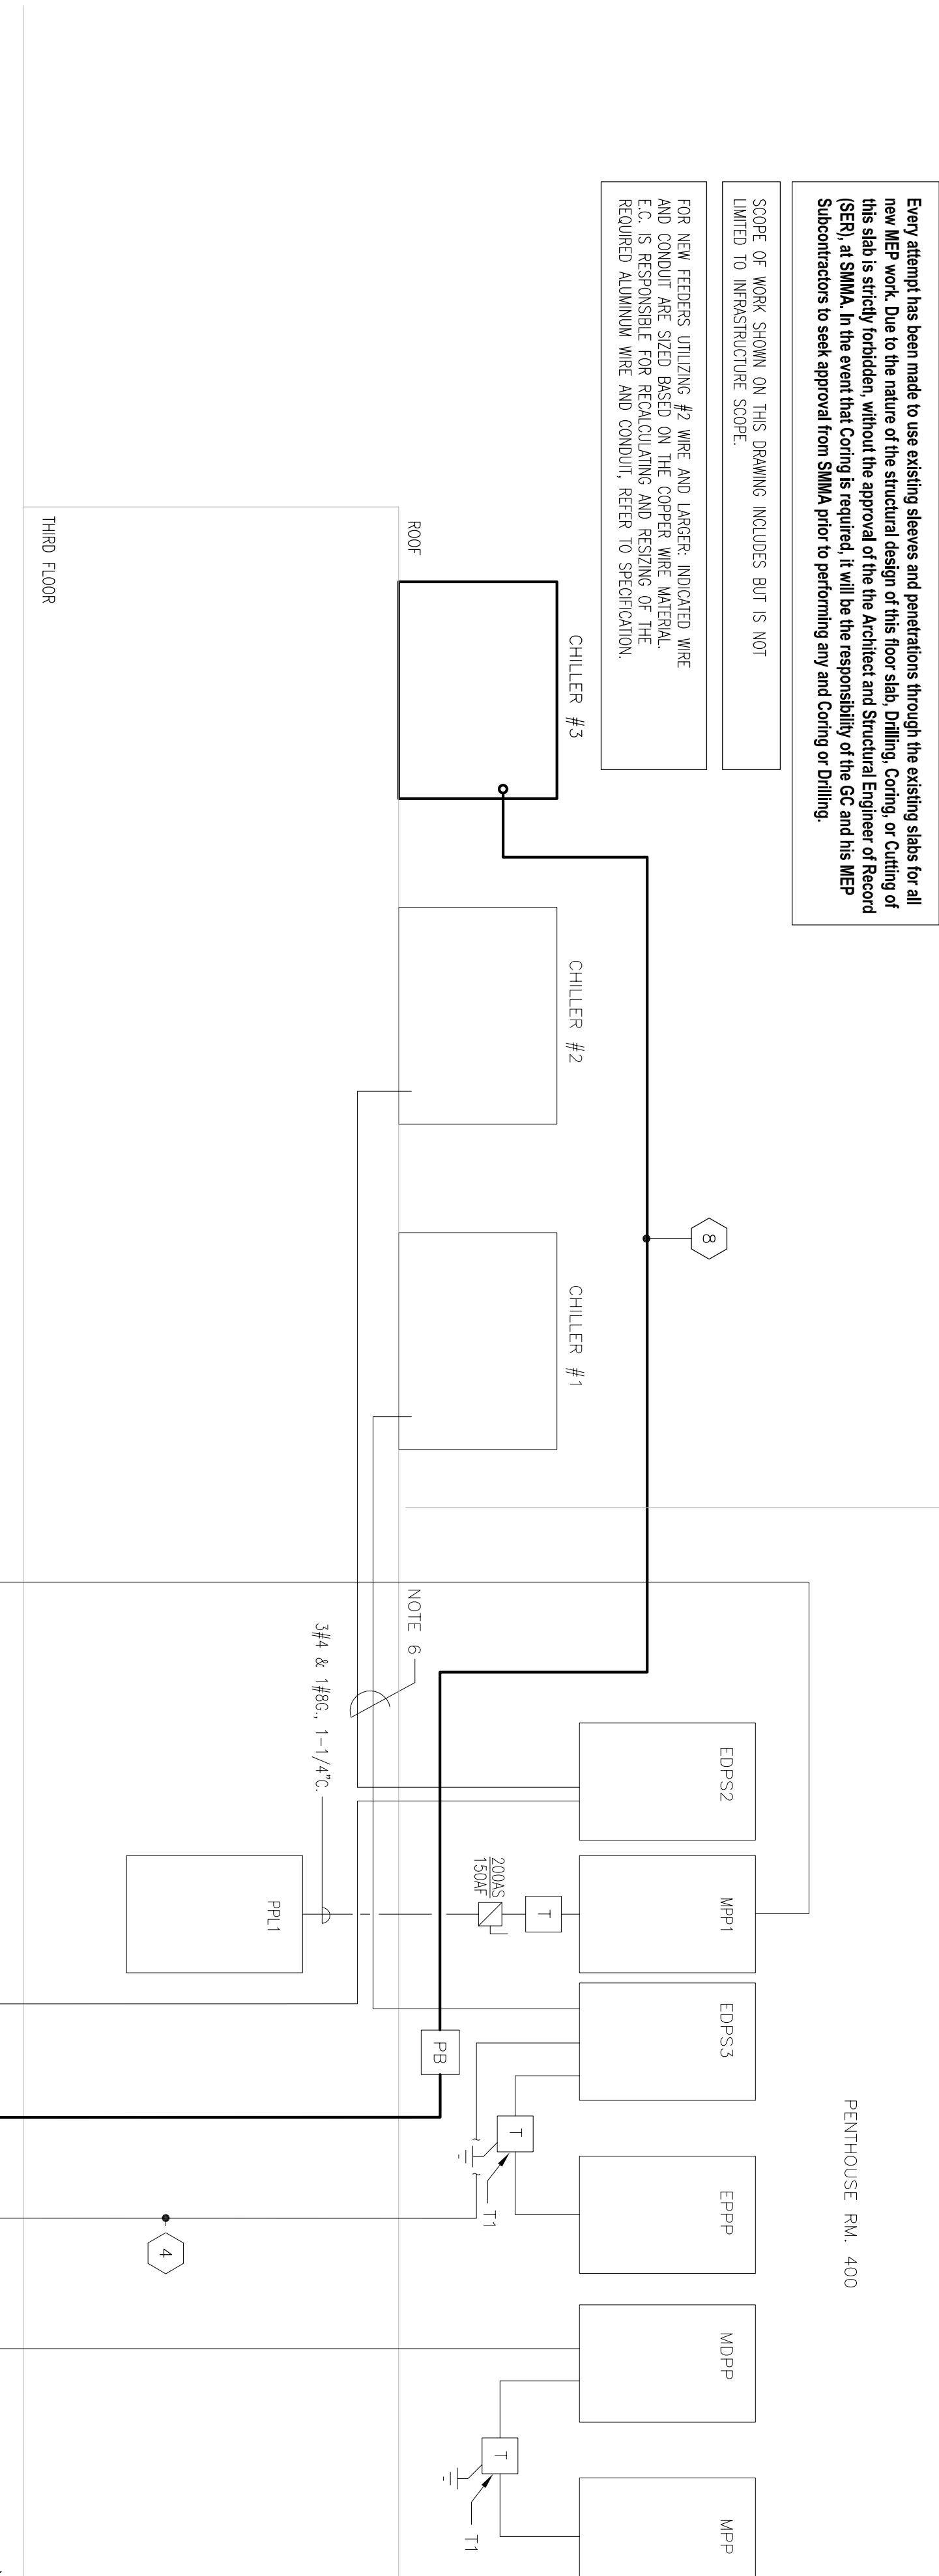 Every attempt has been made to use existing sleeves and penetrations through the existing slabs for all
new MEP work. Due to the nature of the structural design of this floor slab, Drilling, Coring, or Cutting of
this slab is strictly forbidden, without the approval of the the Architect and Structural Engineer of Record
(SER), at SMMA. In the event that Coring is required, it will be the responsibility of the GC and his MEP
Subcontractors to seek approval from SMMA prior to performing any and Coring or Drilling.
SCOPE OF WORK SHOWN ON THIS DRAWING INCLUDES BUT IS NOT
LIMITED TO INFRASTRUCTURE SCOPE.
FOR NEW FEEDERS UTILIZING #2 WIRE AND LARGER: INDICATED WIRE
AND CONDUIT ARE SIZED BASED ON THE COPPER WIRE MATERIAL.
E.C. IS RESPONSIBLE FOR RECALCULATING AND RESIZING OF THE
REQUIRED ALUMINUM WIRE AND CONDUIT, REFER TO SPECIFICATION.
PENTHOUSE RM. 400
8
EDPS2
MPP1
EDPS3
EPPP
MDPP
MPP
CHILLER #3
CHILLER #2
CHILLER #1
T
200AS
150AF
T
T1
T
T1
PB
ROOF
NOTE 6
3#4 & 1#8G., 1-1/4"C.
PPL1
4
THIRD FLOOR